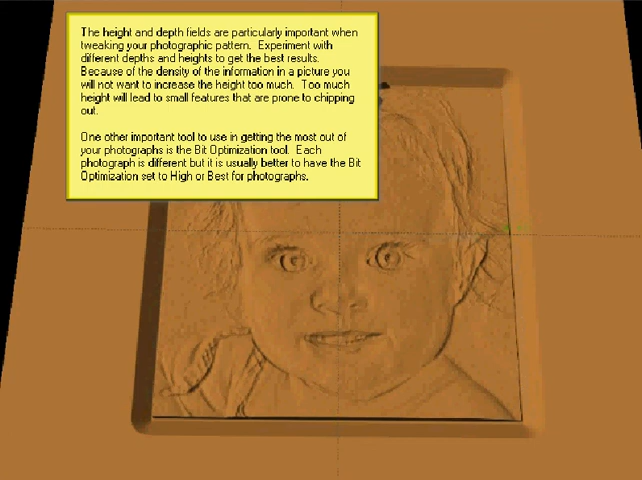 The height and depth fields are particularly important when
tweaking your photographic pattern.  Experiment with
different depths and heights to get the best results.
Because of the density of the information in a picture you
will not want to increase the height too much.  Too much
height will lead to small features that are prone to chipping
out.
One other important tool to use in getting the most out of
your photographs is the Bit Optimization tool.  Each
photograph is different but it is usually better to have the Bit
Optimization set to High or Best for photographs.